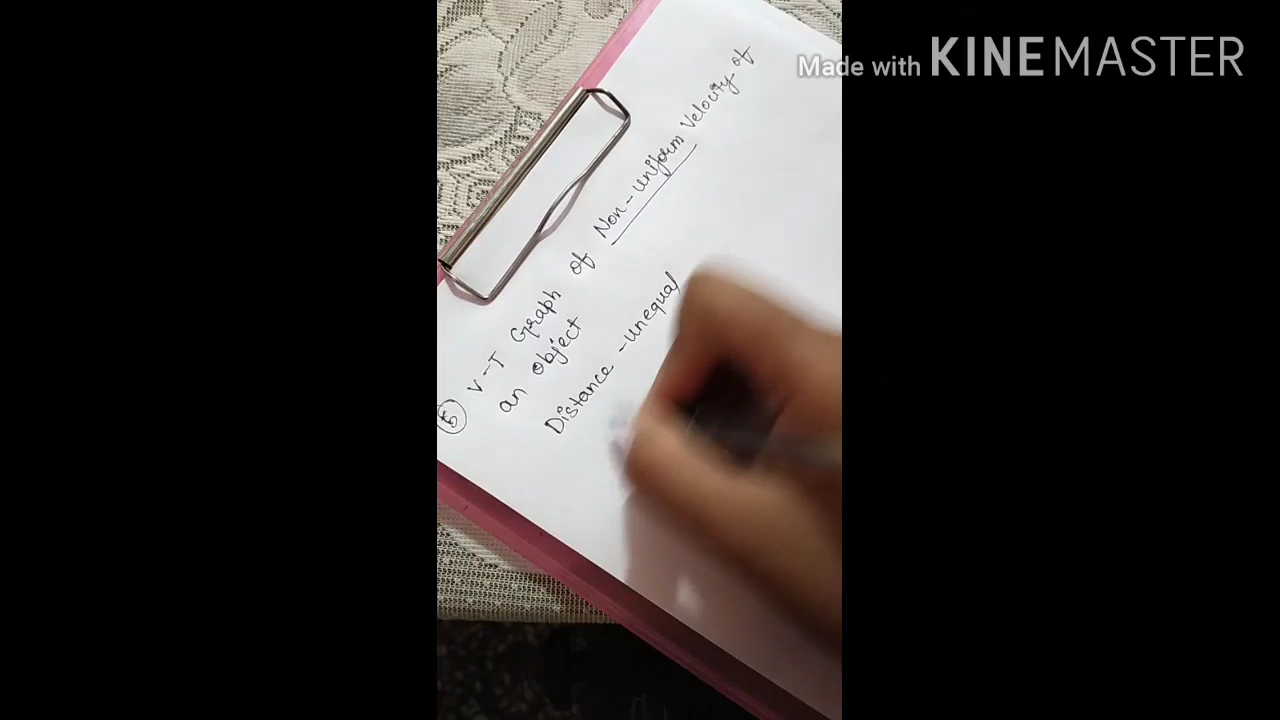 Made with KINEMASTER
⑤ V-T Graph of Non-uniform Velocity of
an object
Distance - unequal